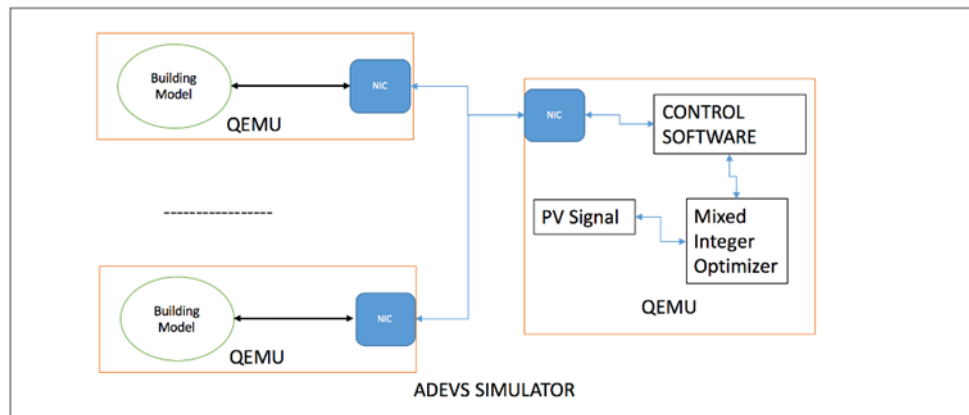 Building
Model
NIC
QEMU
NIC
CONTROL
SOFTWARE
PV Signal
Mixed
Integer
Optimizer
QEMU
Building
Model
NIC
QEMU
ADEVS SIMULATOR